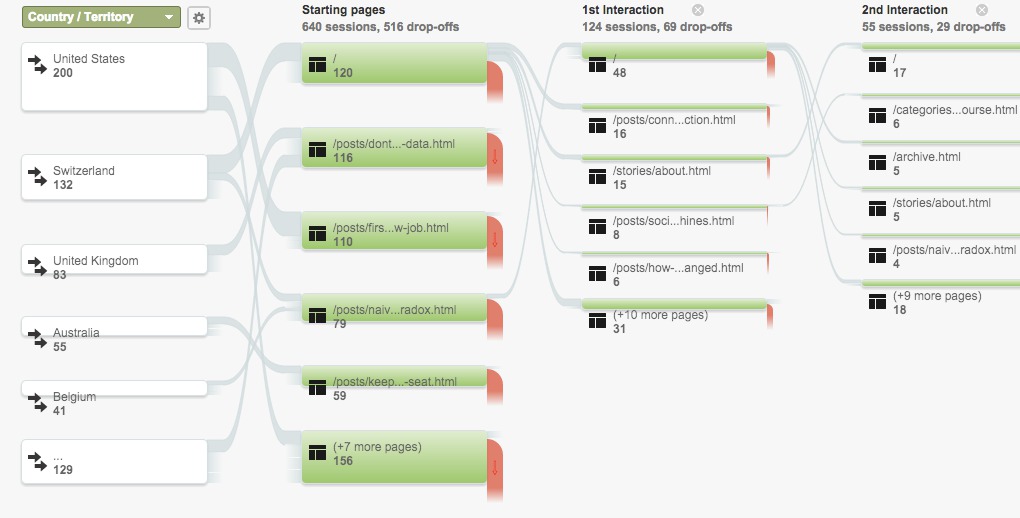 Country / Territory
United States
200
Switzerland
132
United Kingdom
83
Australia
55
Belgium
41
...
129
Starting pages
640 sessions, 516 drop-offs
/
120
/posts/dont...-data.html
116
/posts/firs...w-job.html
110
/posts/naiv...radox.html
79
/posts/keep...-seat.html
59
(+7 more pages)
156
1st Interaction
124 sessions, 69 drop-offs
/
48
/posts/conn...ction.html
16
/stories/about.html
15
/posts/soci...hines.html
8
/posts/how-...anged.html
6
(+10 more pages)
31
2nd Interaction
55 sessions, 29 drop-offs
/
17
/categories...ourse.html
6
/archive.html
5
/stories/about.html
5
/posts/naiv...radox.html
4
(+9 more pages)
18